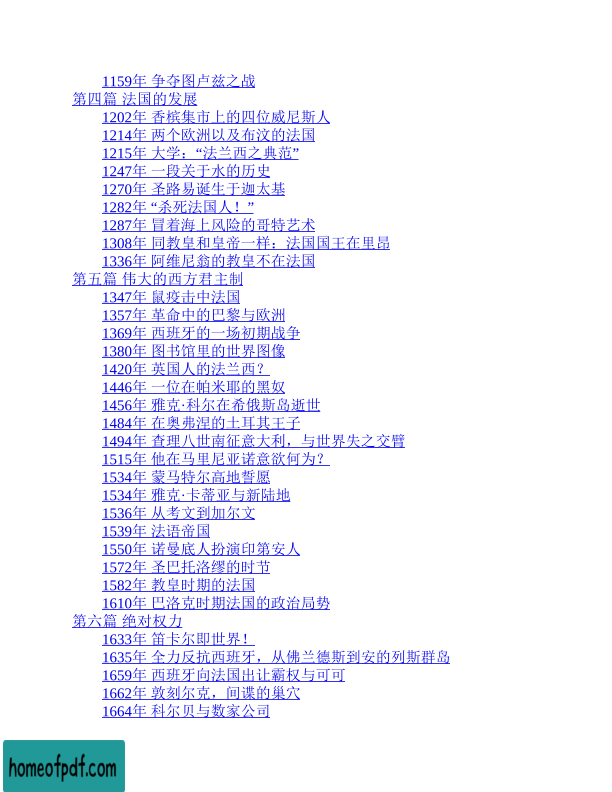 1159年 争夺图卢兹之战
第四篇 法国的发展
1202年 香槟集市上的四位威尼斯人
1214年 两个欧洲以及布汶的法国
1215年 大学：“法兰西之典范”
1247年 一段关于水的历史
1270年 圣路易诞生于迦太基
1282年 “杀死法国人！”
1287年 冒着海上风险的哥特艺术
1308年 同教皇和皇帝一样：法国国王在里昂
1336年 阿维尼翁的教皇不在法国
第五篇 伟大的西方君主制
1347年 鼠疫击中法国
1357年 革命中的巴黎与欧洲
1369年 西班牙的一场初期战争
1380年 图书馆里的世界图像
1420年 英国人的法兰西？
1446年 一位在帕米耶的黑奴
1456年 雅克·科尔在希俄斯岛逝世
1484年 在奥弗涅的土耳其王子
1494年 查理八世南征意大利，与世界失之交臂
1515年 他在马里尼亚诺意欲何为？
1534年 蒙马特尔高地誓愿
1534年 雅克·卡蒂亚与新陆地
1536年 从考文到加尔文
1539年 法语帝国
1550年 诺曼底人扮演印第安人
1572年 圣巴托洛缪的时节
1582年 教皇时期的法国
1610年 巴洛克时期法国的政治局势
第六篇 绝对权力
1633年 笛卡尔即世界！
1635年 全力反抗西班牙，从佛兰德斯到安的列斯群岛
1659年 西班牙向法国出让霸权与可可
1662年 敦刻尔克，间谍的巢穴
1664年 科尔贝与数家公司
homeofpdf.com